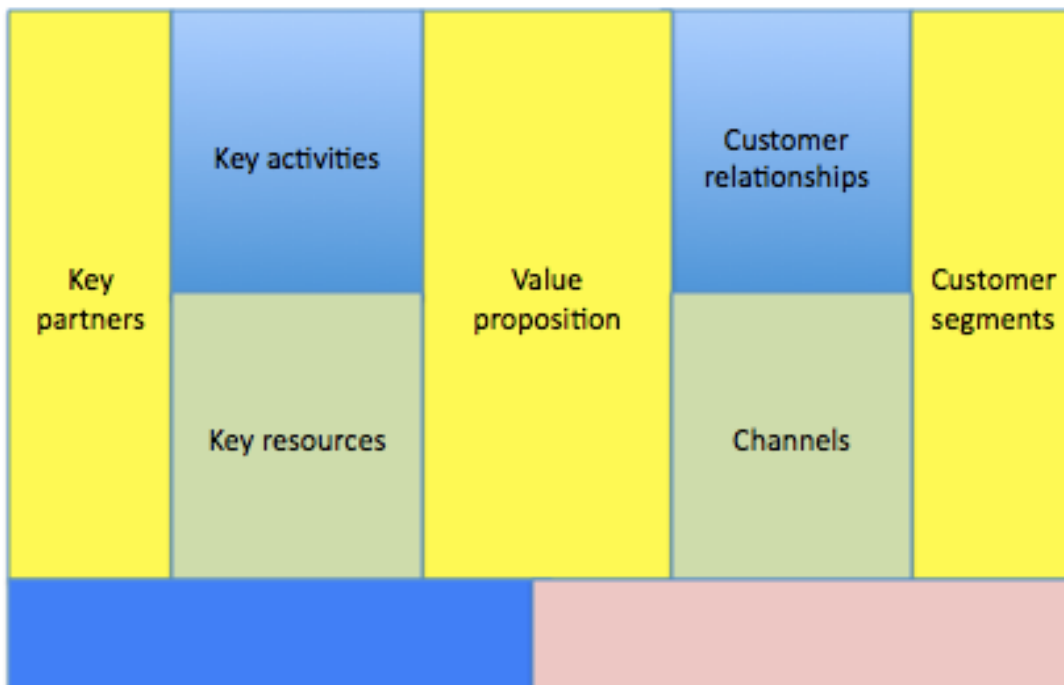 Key
partners
Key activities
Key resources
Value
proposition
Customer
relationships
Channels
Customer
segments